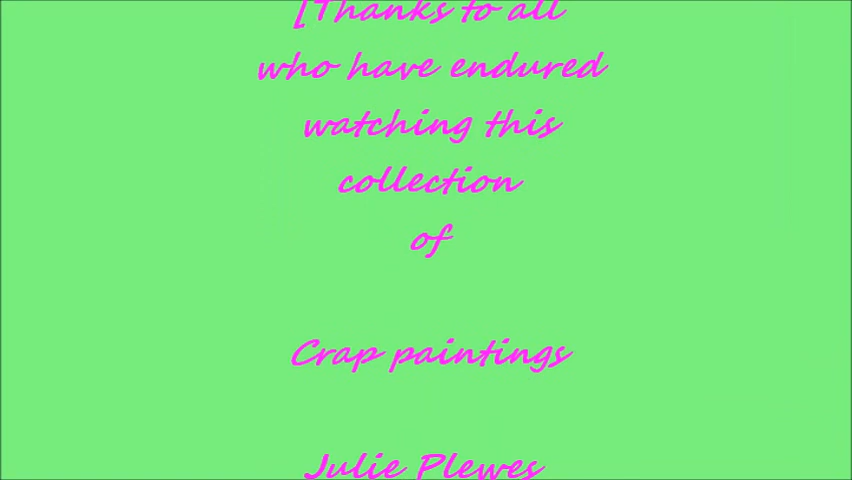 [Thanks to all
who have endured
watching this
collection
of
Crap paintings
Julie Plewes